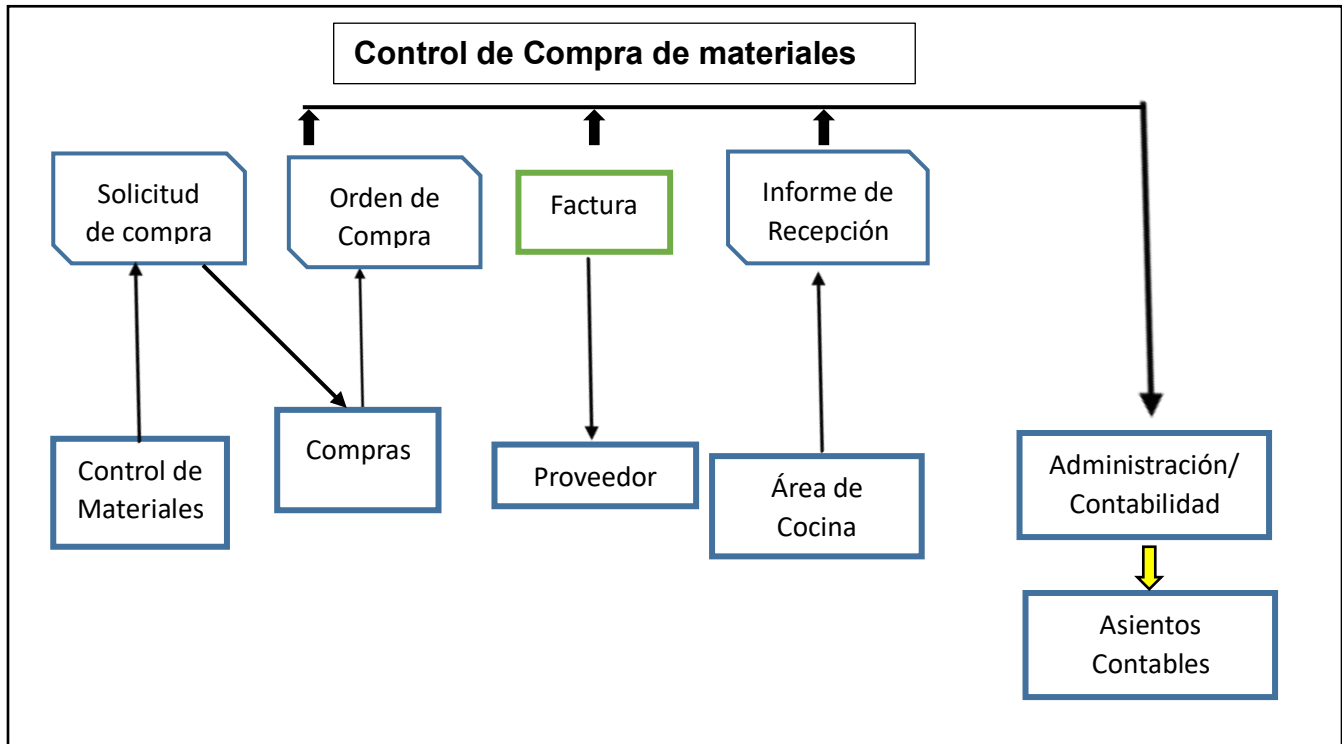 Control de Compra de materiales
Solicitud
de compra
Orden de
Compra
Factura
Informe de
Recepción
Control de
Materiales
Compras
Proveedor
Área de
Cocina
Administración/
Contabilidad
Asientos
Contables